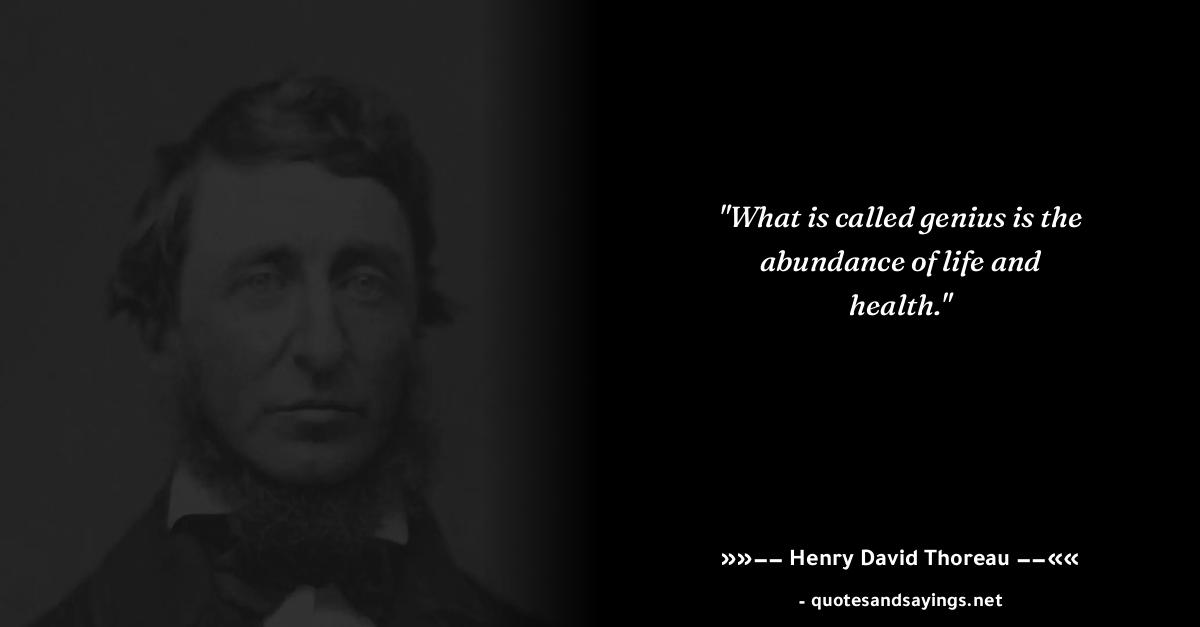 "What is called genius is the
abundance of life and
health."
»»−− Henry David Thoreau −−««
- quotesandsayings.net